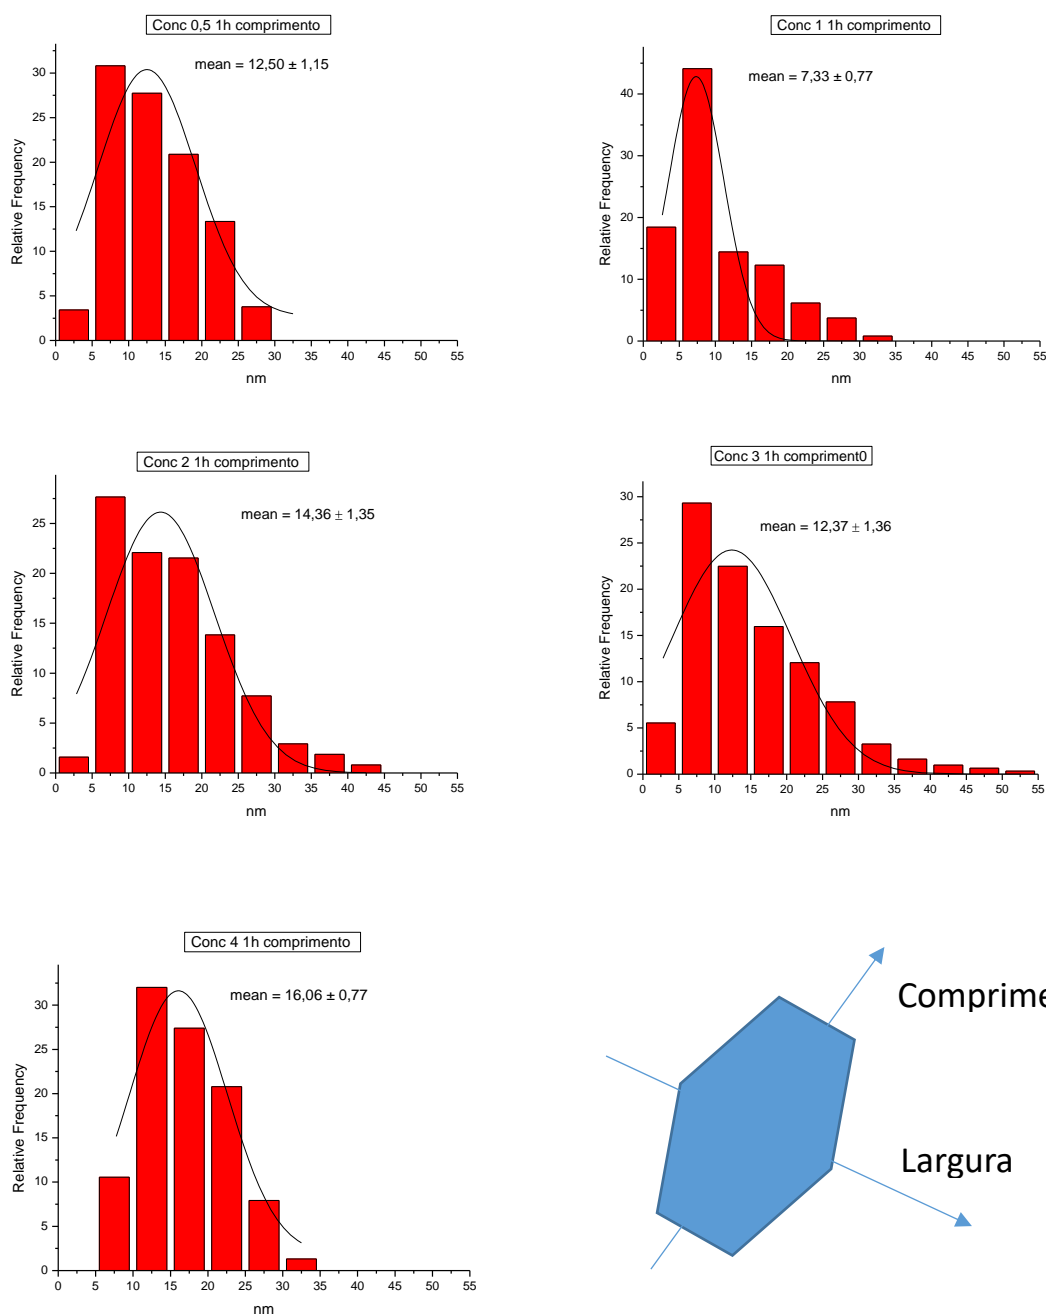 Conc 0,5 1h comprimento
mean = 12,50 ± 1,15
Relative Frequency
30
25
20
15
10
5
0
0 5 10 15 20 25 30 35 40 45 50 55
nm
Conc 1 1h comprimento
mean = 7,33 ± 0,77
Relative Frequency
40
30
20
10
0
0 5 10 15 20 25 30 35 40 45 50 55
nm
Conc 2 1h comprimento
mean = 14,36 ± 1,35
Relative Frequency
25
20
15
10
5
0
0 5 10 15 20 25 30 35 40 45 50 55
nm
Conc 3 1h compriment0
mean = 12,37 ± 1,36
Relative Frequency
30
25
20
15
10
5
0
0 5 10 15 20 25 30 35 40 45 50 55
nm
Conc 4 1h comprimento
mean = 16,06 ± 0,77
Relative Frequency
30
25
20
15
10
5
0
0 5 10 15 20 25 30 35 40 45 50 55
nm
Comprime
Largura